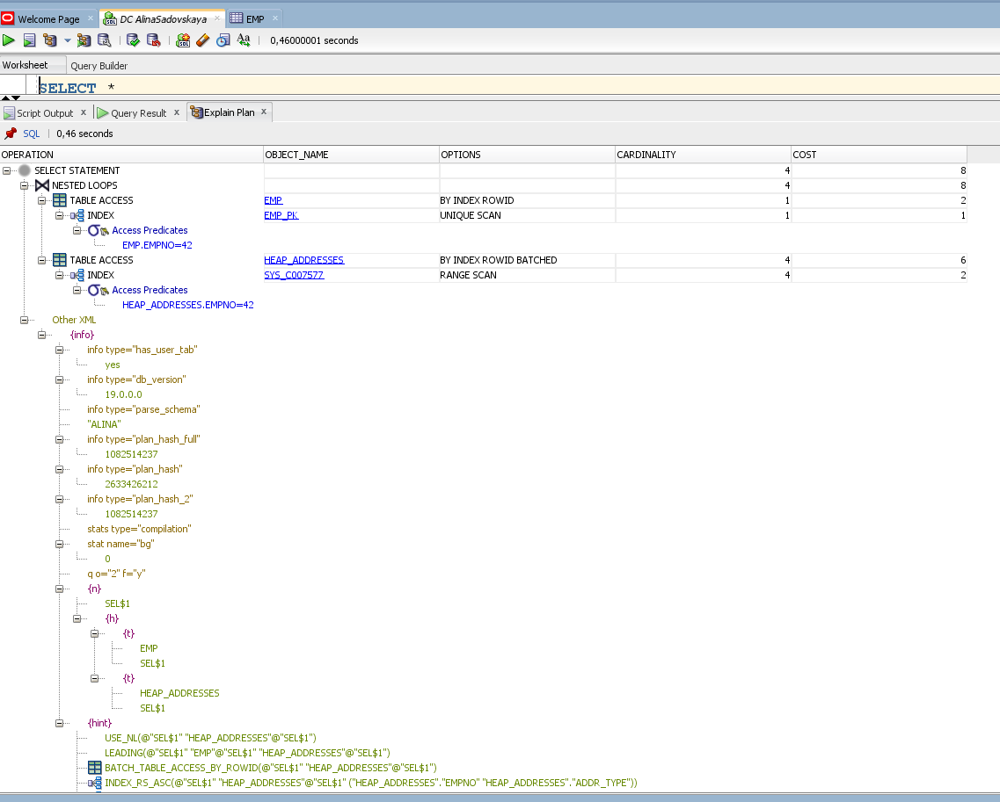 Welcome Page DC AlinaSadovskaya EMP
0,46000001 seconds
Worksheet Query Builder
SELECT *
Script Output Query Result Explain Plan
SQL 0,46 seconds
OPERATION OBJECT_NAME OPTIONS CARDINALITY COST
SELECT STATEMENT 4 8
NESTED LOOPS 4 8
TABLE ACCESS EMP BY INDEX ROWID 1 2
INDEX EMP_PK UNIQUE SCAN 1 1
Access Predicates
EMP.EMPNO=42
TABLE ACCESS HEAP_ADDRESSES BY INDEX ROWID BATCHED 4 6
INDEX SYS_C007577 RANGE SCAN 4 2
Access Predicates
HEAP_ADDRESSES.EMPNO=42
Other XML
{info}
info type="has_user_tab"
yes
info type="db_version"
19.0.0.0
info type="parse_schema"
"ALINA"
info type="plan_hash_full"
1082514237
info type="plan_hash"
2633426212
info type="plan_hash_2"
1082514237
stats type="compilation"
stat name="bg"
0
q o="2" f="y"
{n}
SEL$1
{h}
{t}
EMP
SEL$1
{t}
HEAP_ADDRESSES
SEL$1
{hint}
USE_NL(@"SEL$1" "HEAP_ADDRESSES"@"SEL$1")
LEADING(@"SEL$1" "EMP"@"SEL$1" "HEAP_ADDRESSES"@"SEL$1")
BATCH_TABLE_ACCESS_BY_ROWID(@"SEL$1" "HEAP_ADDRESSES"@"SEL$1")
INDEX_RS_ASC(@"SEL$1" "HEAP_ADDRESSES"@"SEL$1" ("HEAP_ADDRESSES"."EMPNO" "HEAP_ADDRESSES"."ADDR_TYPE"))